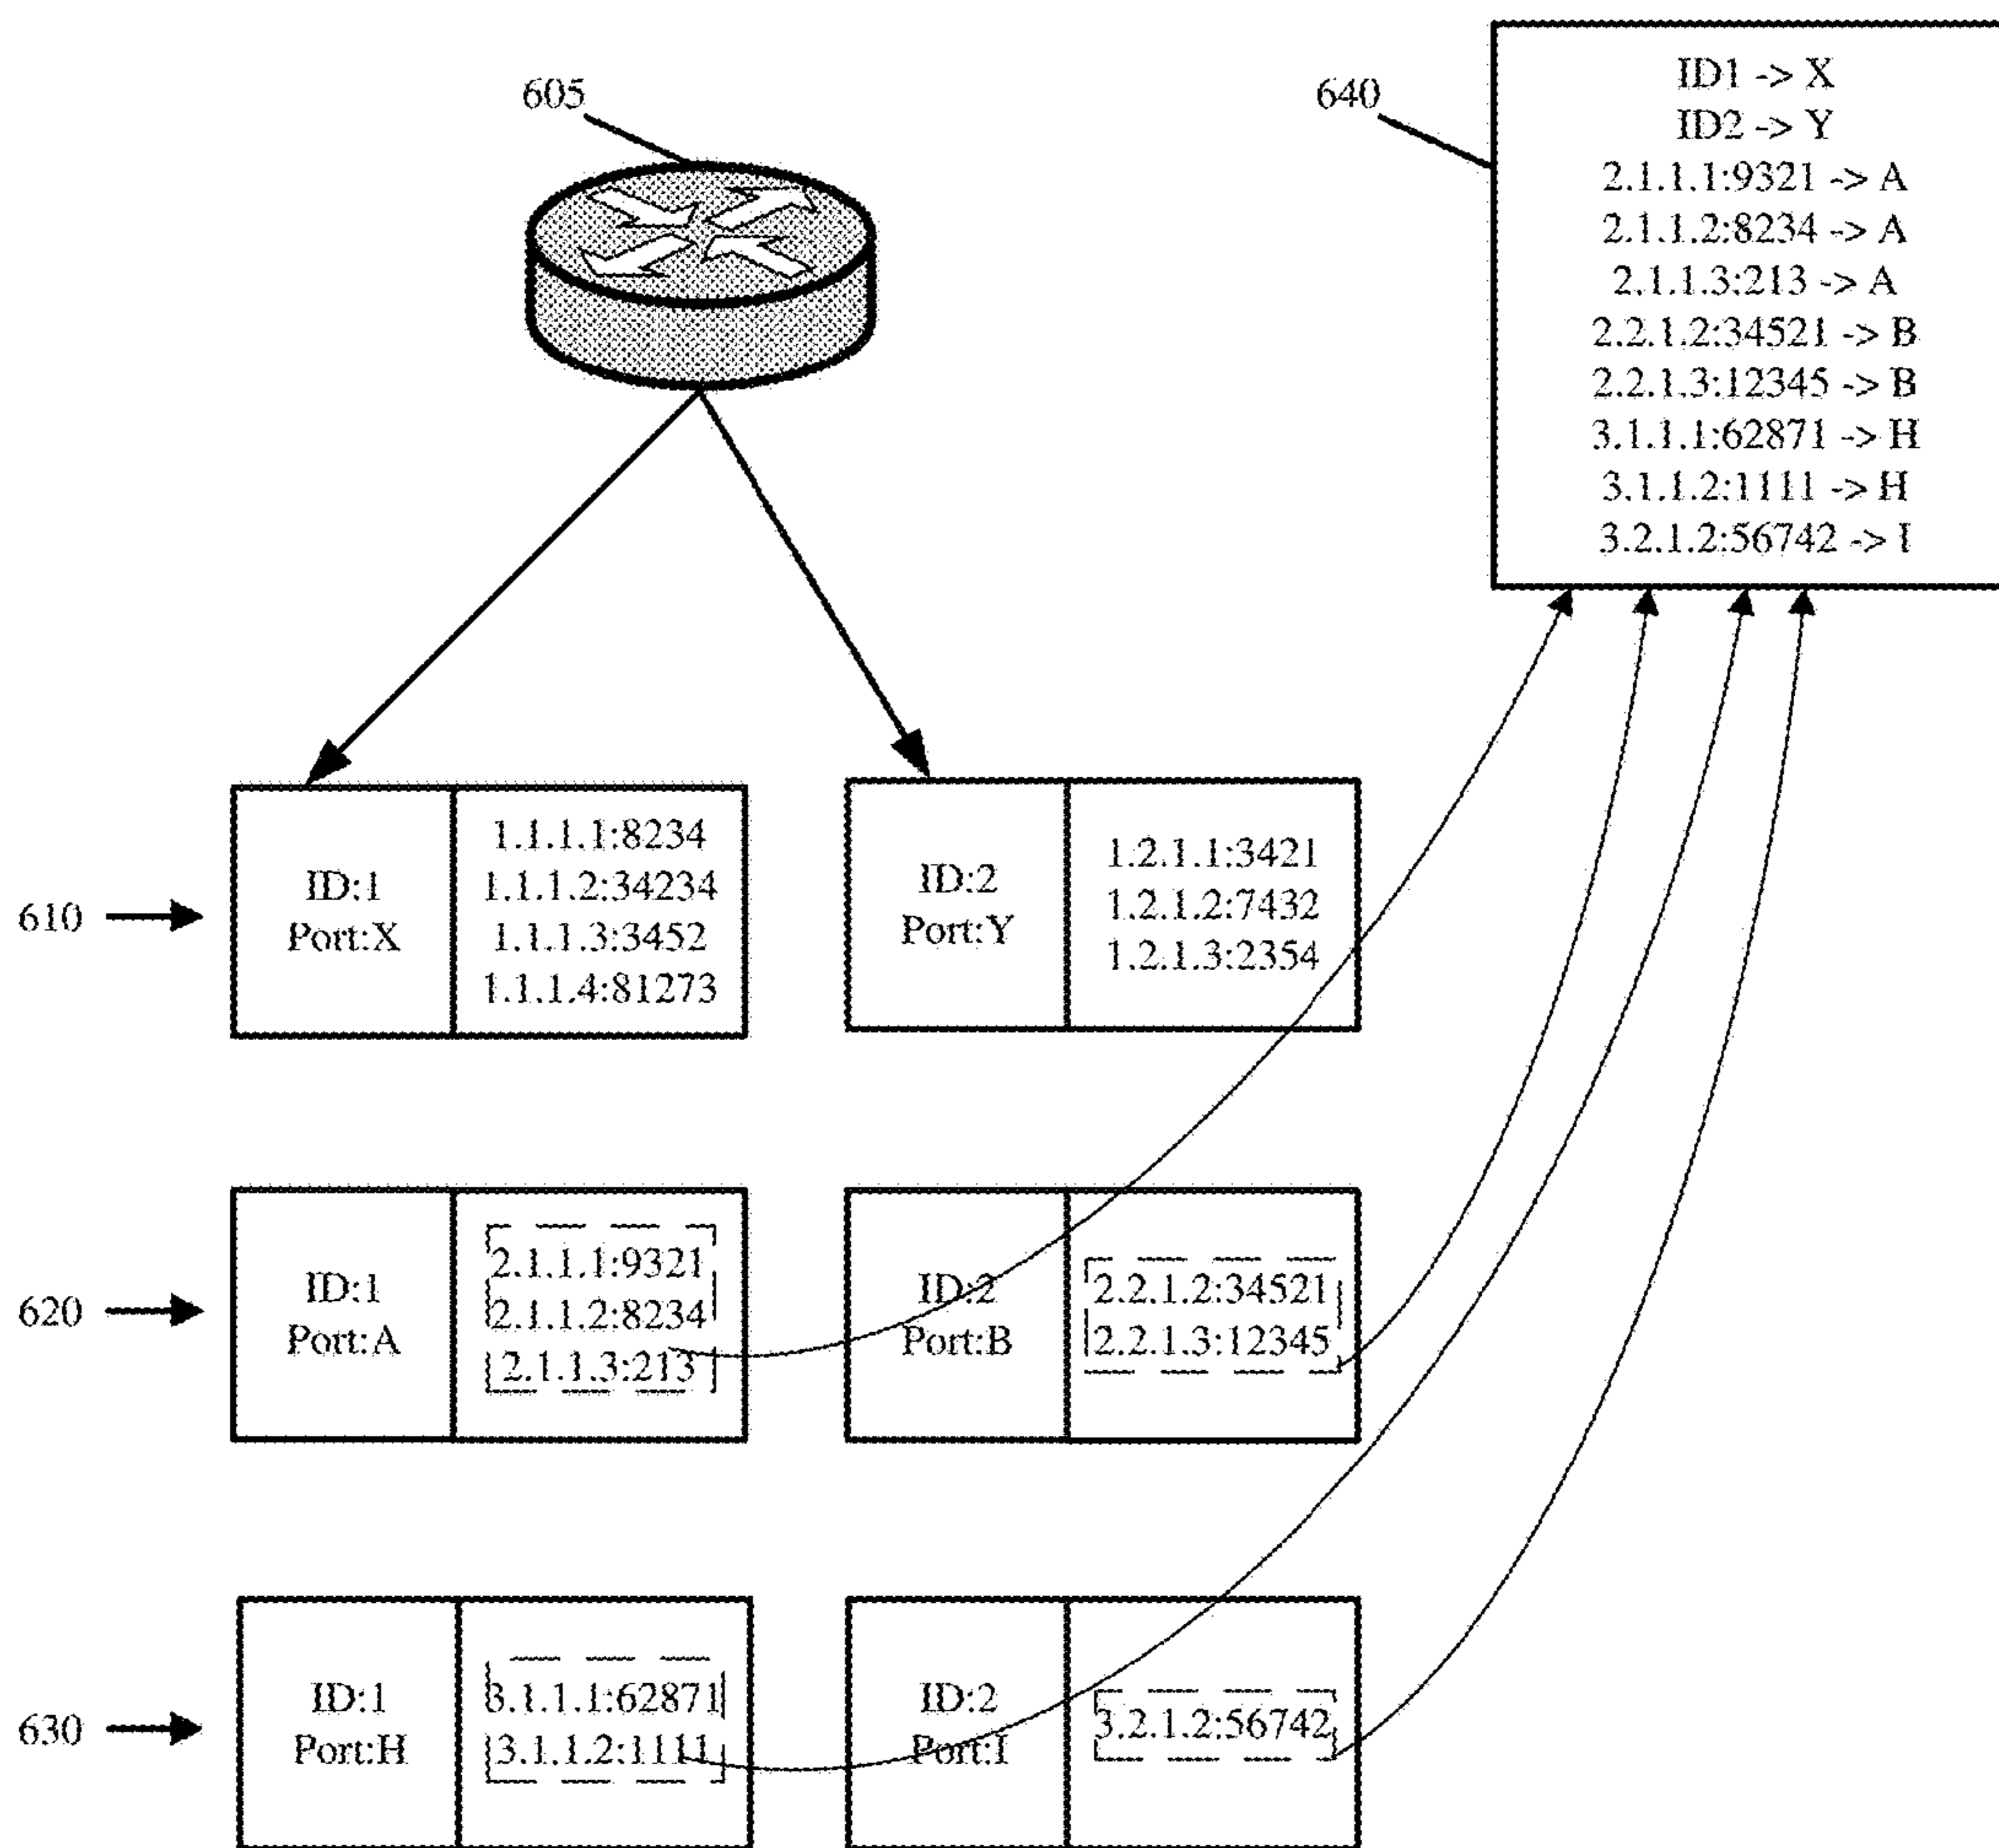 605
640
ID1 -> X
ID2 -> Y
2.1.1.1:9321 -> A
2.1.1.2:8234 -> A
2.1.1.3:213 -> A
2.2.1.2:34521 -> B
2.2.1.3:12345 -> B
3.1.1.1:62871 -> H
3.1.1.2:1111 -> H
3.2.1.2:56742 -> I
610
ID:1
Port:X
1.1.1.1:8234
1.1.1.2:34234
1.1.1.3:3452
1.1.1.4:81273
ID:2
Port:Y
1.2.1.1:3421
1.2.1.2:7432
1.2.1.3:2354
620
ID:1
Port:A
2.1.1.1:9321
2.1.1.2:8234
2.1.1.3:213
ID:2
Port:B
2.2.1.2:34521
2.2.1.3:12345
630
ID:1
Port:H
3.1.1.1:62871
3.1.1.2:1111
ID:2
Port:I
3.2.1.2:56742